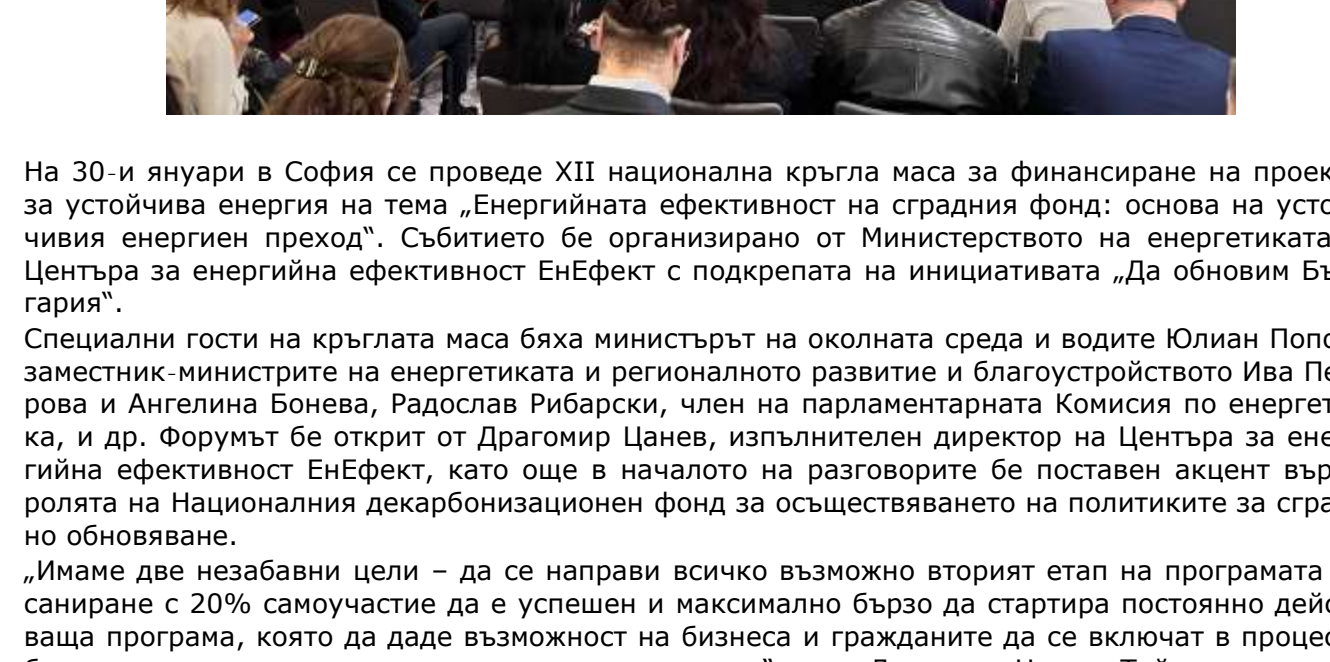 На 30-и януари в София се проведе XII национална кръгла маса за финансиране на проек
за устойчива енергия на тема „Енергийната ефективност на сградния фонд: основа на усто
чивия енергиен преход“. Събитието бе организирано от Министерството на енергетиката
Центъра за енергийна ефективност ЕнЕфект с подкрепата на инициативата „Да обновим Бъ
гария“.
Специални гости на кръглата маса бяха министърът на околната среда и водите Юлиан Попо
заместник-министрите на енергетиката и регионалното развитие и благоустройството Ива Пе
рова и Ангелина Бонева, Радослав Рибарски, член на парламентарната Комисия по енергет
ка, и др. Форумът бе открит от Драгомир Цанев, изпълнителен директор на Центъра за ене
гийна ефективност ЕнЕфект, като още в началото на разговорите бе поставен акцент вър
ролята на Националния декарбонизационен фонд за осъществяването на политиките за сгра
но обновяване.
„Имаме две незабавни цели – да се направи всичко възможно вторият етап на програмата
саниране с 20% самоучастие да е успешен и максимално бързо да стартира постоянно дейс
ваща програма, която да даде възможност на бизнеса и гражданите да се включат в процес